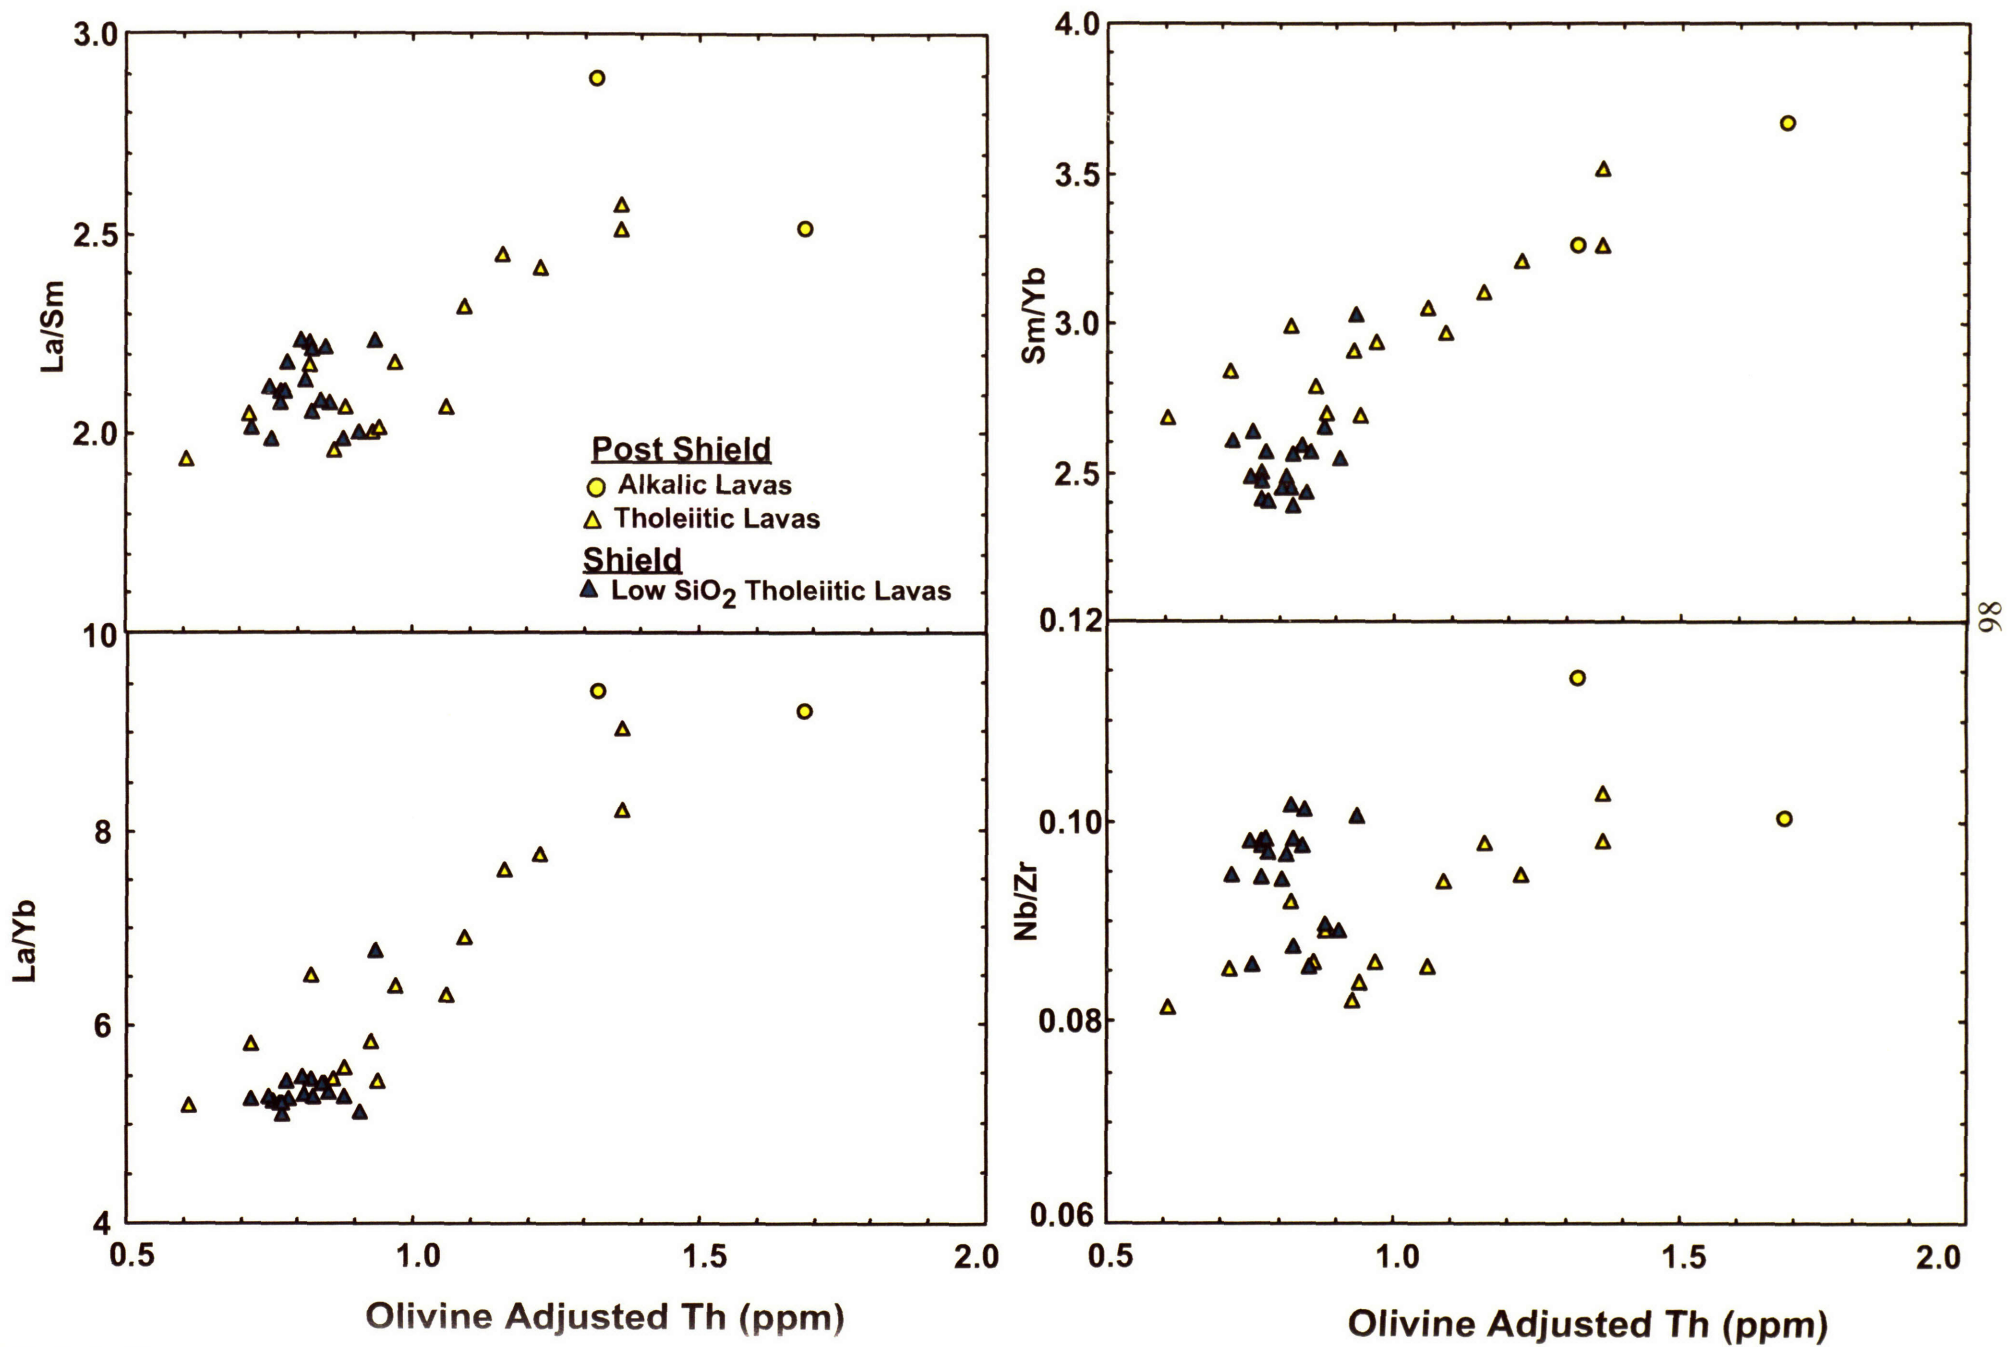 3.0
2.5
2.0
La/Sm
Post Shield
Alkalic Lavas
Tholeiitic Lavas
Shield
Low SiO2 Tholeiitic Lavas
4.0
3.5
3.0
2.5
Sm/Yb
10
8
6
4
La/Yb
0.5 1.0 1.5 2.0
Olivine Adjusted Th (ppm)
0.12
0.10
0.08
0.06
Nb/Zr
0.5 1.0 1.5 2.0
Olivine Adjusted Th (ppm)
98